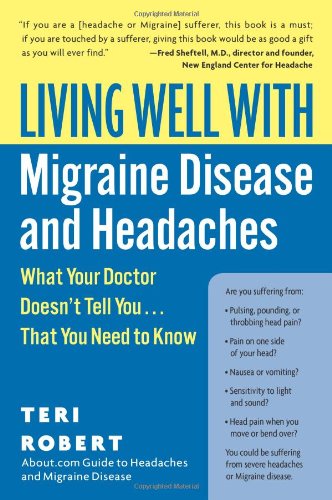 "If you are a [headache or Migraine] sufferer, this book is a must;
if you are touched by a sufferer, giving this book would be as good a gift
as you will ever find." —Fred Sheftell, M.D., director and founder,
New England Center for Headache
LIVING WELL WITH
Migraine Disease
and Headaches
What Your Doctor
Doesn't Tell You...
That You Need to Know
TERI
ROBERT
About.com Guide to Headaches
and Migraine Disease
Are you suffering from:
• Pulsing, pounding, or
throbbing head pain?
• Pain on one side
of your head?
• Nausea or vomiting?
• Sensitivity to light
and sound?
• Head pain when you
move or bend over?
You could be suffering
from severe headaches
or Migraine disease.